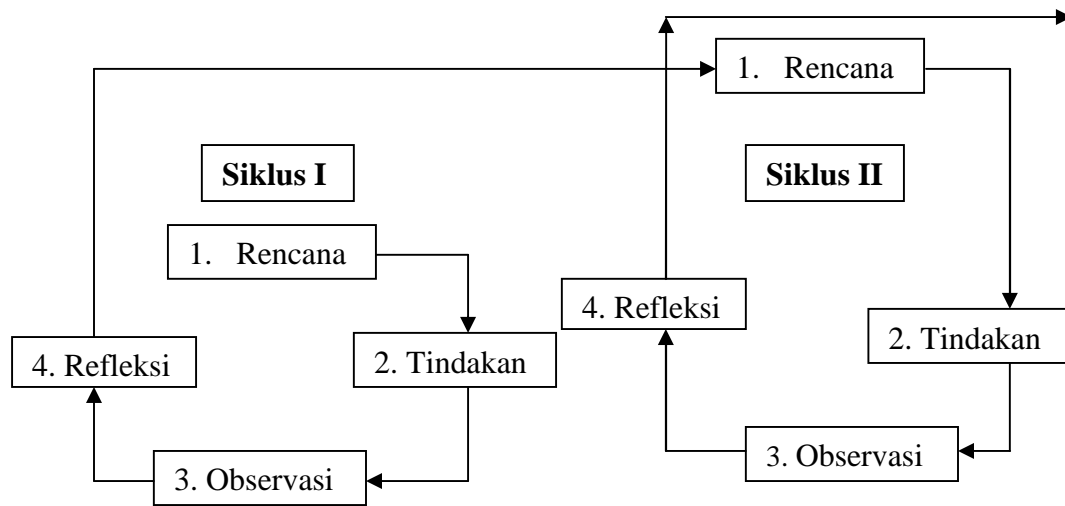 Siklus I
1. Rencana
2. Tindakan
3. Observasi
4. Refleksi
Siklus II
1. Rencana
2. Tindakan
3. Observasi
4. Refleksi